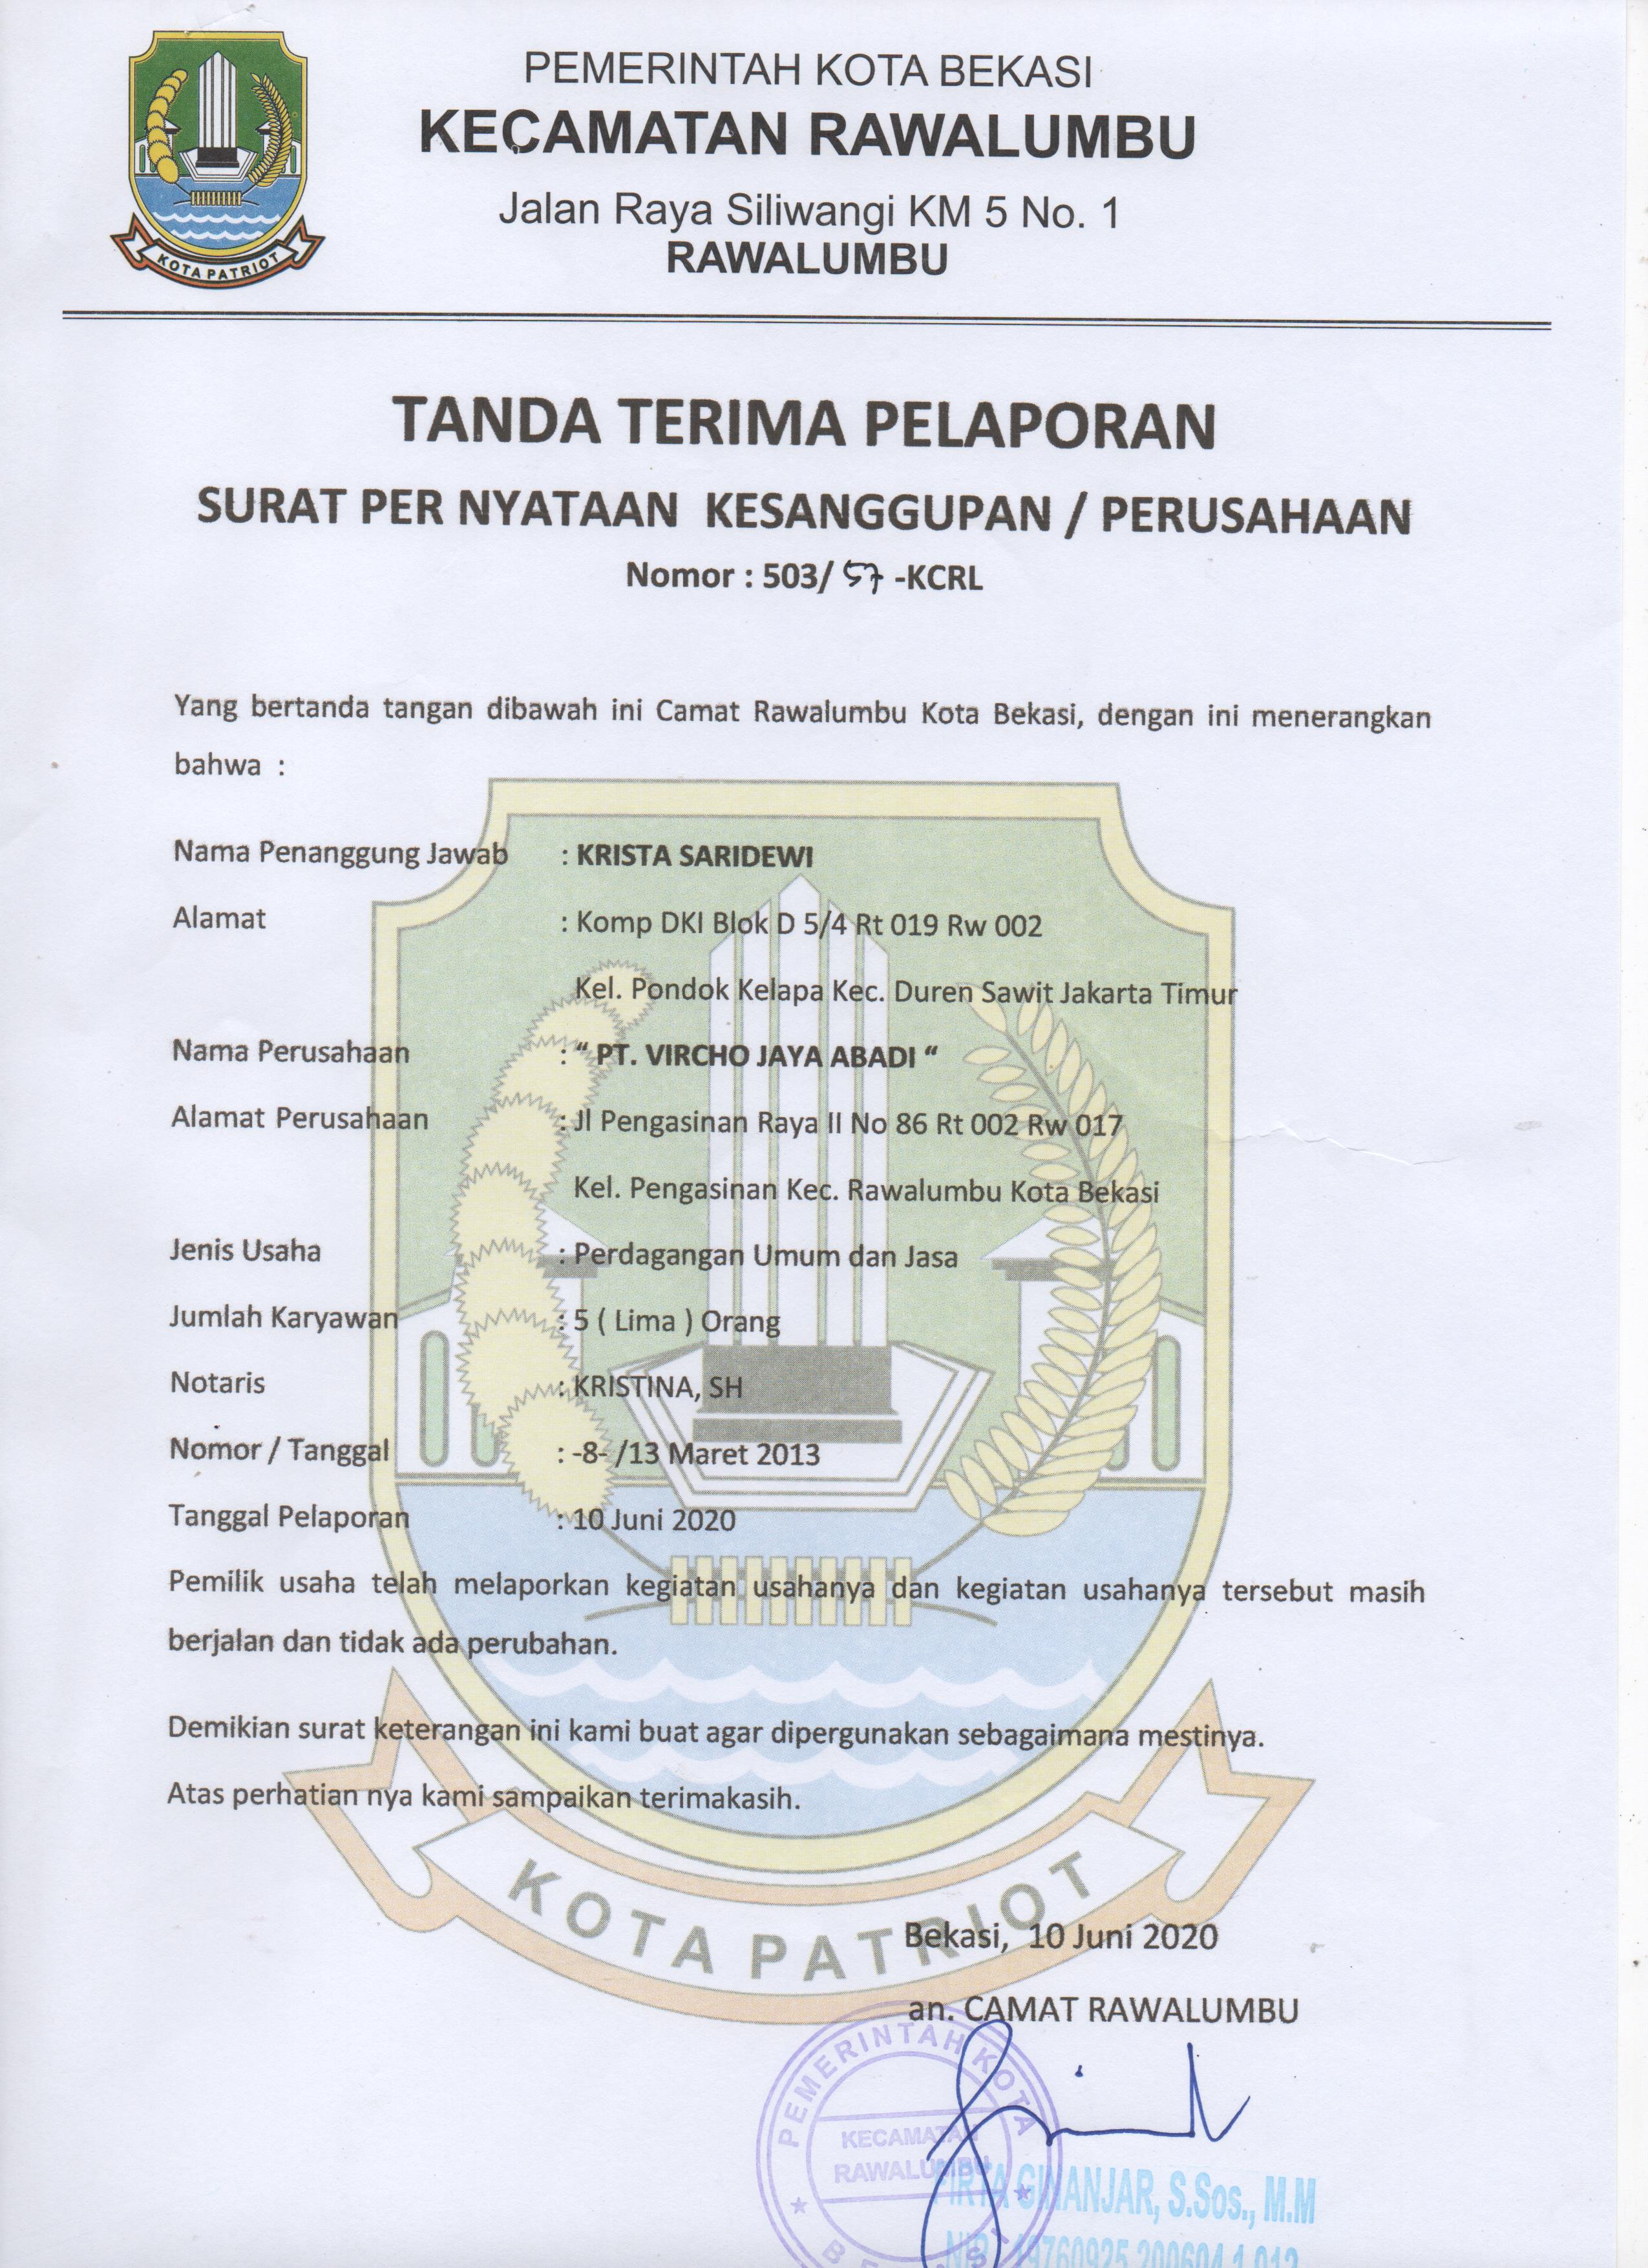 PEMERINTAH KOTA BEKASI
KECAMATAN RAWALUMBU
Jalan Raya Siliwangi KM 5 No. 1
RAWALUMBU
KOTA PATRIOT
TANDA TERIMA PELAPORAN
SURAT PER NYATAAN KESANGGUPAN / PERUSAHAAN
Nomor : 503/ 57 -KCRL
Yang bertanda tangan dibawah ini Camat Rawalumbu Kota Bekasi, dengan ini menerangkan
bahwa :
Nama Penanggung Jawab : KRISTA SARIDEWI
Alamat : Komp DKI Blok D 5/4 Rt 019 Rw 002
Kel. Pondok Kelapa Kec. Duren Sawit Jakarta Timur
Nama Perusahaan : “ PT. VIRCHO JAYA ABADI “
Alamat Perusahaan : Jl Pengasinan Raya II No 86 Rt 002 Rw 017
Kel. Pengasinan Kec. Rawalumbu Kota Bekasi
Jenis Usaha : Perdagangan Umum dan Jasa
Jumlah Karyawan : 5 ( Lima ) Orang
Notaris : KRISTINA, SH
Nomor / Tanggal : -8- /13 Maret 2013
Tanggal Pelaporan : 10 Juni 2020
Pemilik usaha telah melaporkan kegiatan usahanya dan kegiatan usahanya tersebut masih
berjalan dan tidak ada perubahan.
Demikian surat keterangan ini kami buat agar dipergunakan sebagaimana mestinya.
Atas perhatian nya kami sampaikan terimakasih.
KOTA PATRIOT
Bekasi, 10 Juni 2020
an. CAMAT RAWALUMBU
PEMERINTAH KOTA
KECAMATAN
RAWALUMBU
GINANJAR, S.Sos., M.M